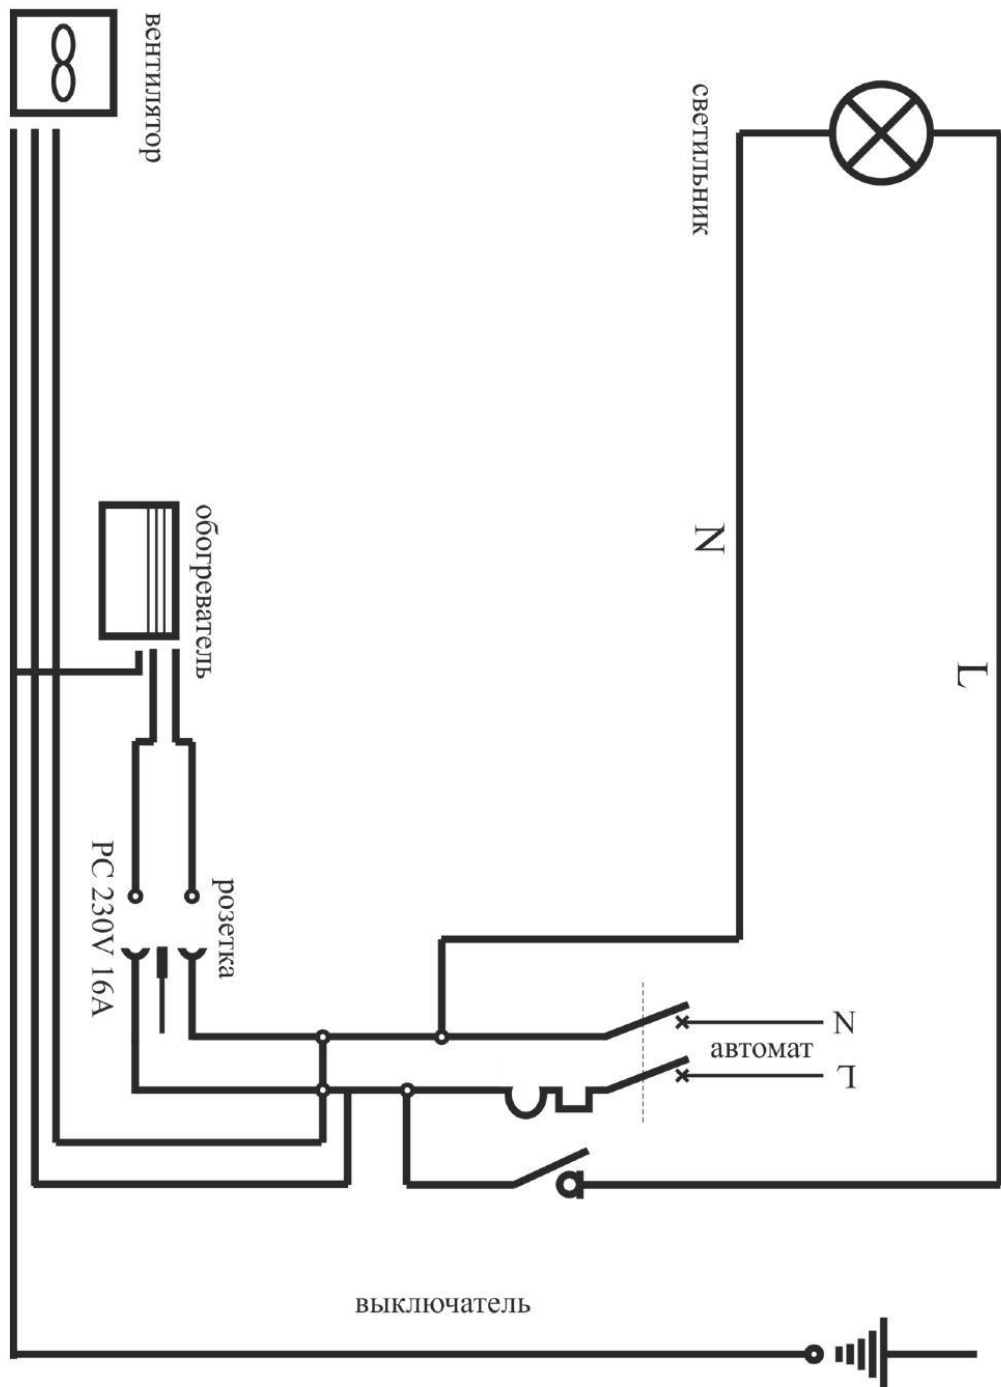 вентилятор
светильник
обогреватель
N
L
PC 230V 16A
розетка
N
автомат
L
выключатель